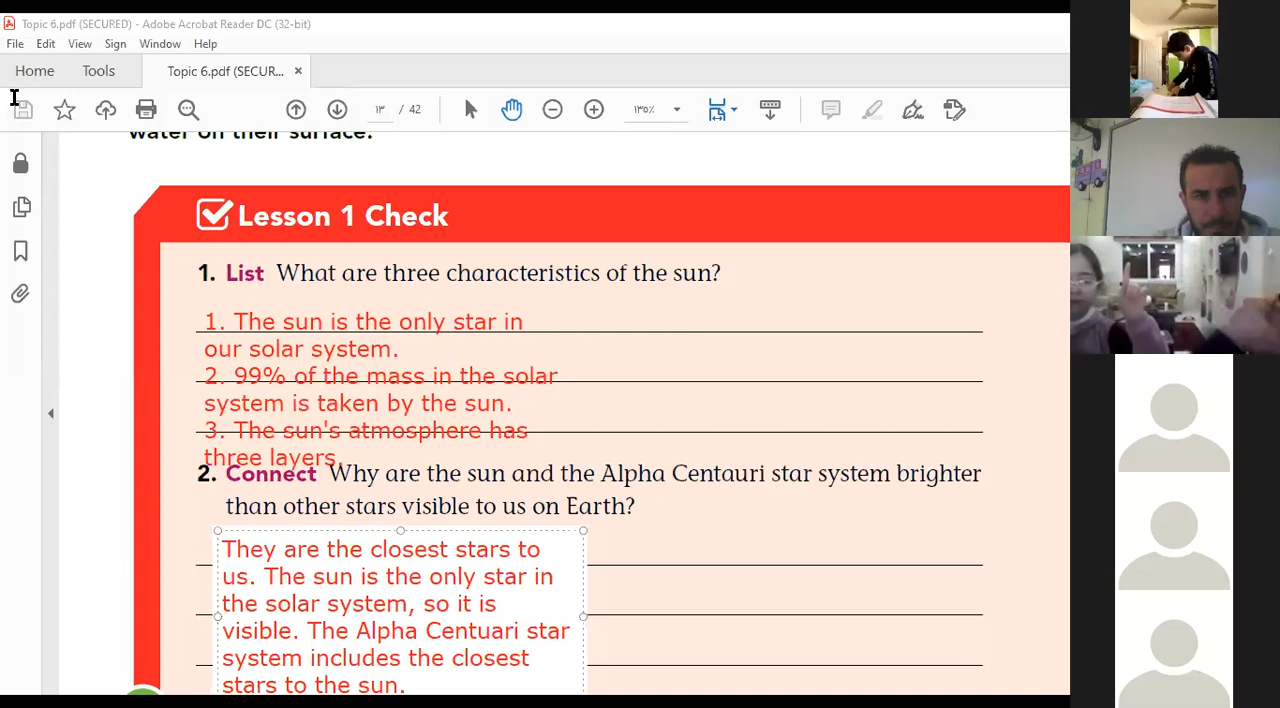 Topic 6.pdf (SECURED) - Adobe Acrobat Reader DC (32-bit)
File Edit View Sign Window Help
Home Tools Topic 6.pdf (SECUR... ×
١٣ / 42 ١٣٥٪
water on their surface.
Lesson 1 Check
1. List What are three characteristics of the sun?
1. The sun is the only star in
our solar system.
2. 99% of the mass in the solar
system is taken by the sun.
3. The sun's atmosphere has
three layers.
2. Connect Why are the sun and the Alpha Centauri star system brighter
than other stars visible to us on Earth?
They are the closest stars to
us. The sun is the only star in
the solar system, so it is
visible. The Alpha Centuari star
system includes the closest
stars to the sun.